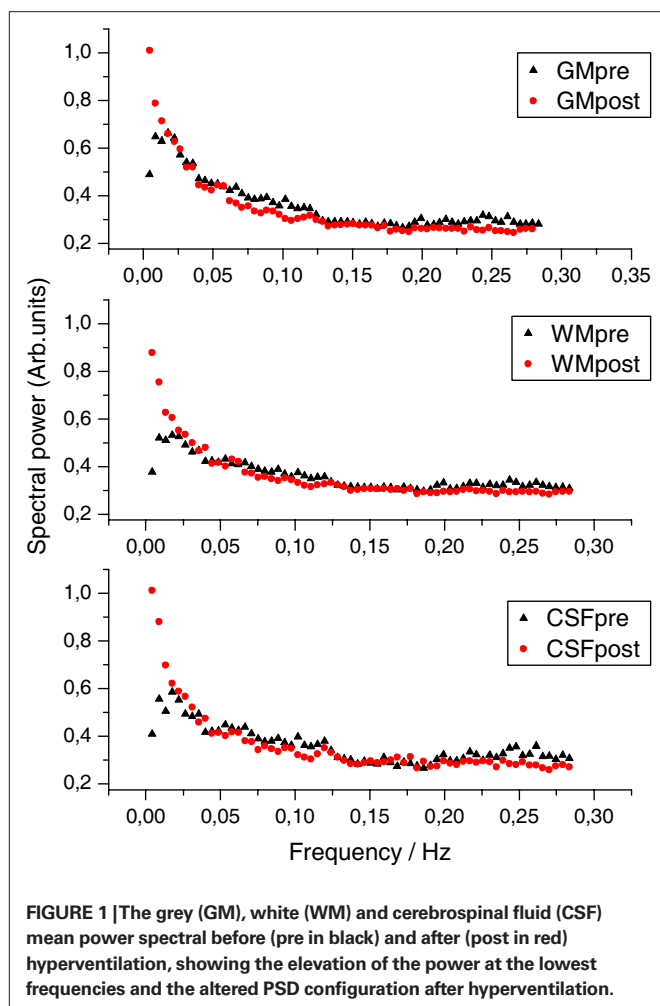 1,0
0,8
0,6
0,4
0,2
GMpre
GMpost
0,00 0,05 0,10 0,15 0,20 0,25 0,30 0,35
Spectral power (Arb.units)
1,0
0,8
0,6
0,4
0,2
WMpre
WMpost
0,00 0,05 0,10 0,15 0,20 0,25 0,30
1,0
0,8
0,6
0,4
0,2
CSFpre
CSFpost
0,00 0,05 0,10 0,15 0,20 0,25 0,30
Frequency / Hz
FIGURE 1 | The grey (GM), white (WM) and cerebrospinal fluid (CSF)
mean power spectral before (pre in black) and after (post in red)
hyperventilation, showing the elevation of the power at the lowest
frequencies and the altered PSD configuration after hyperventilation.